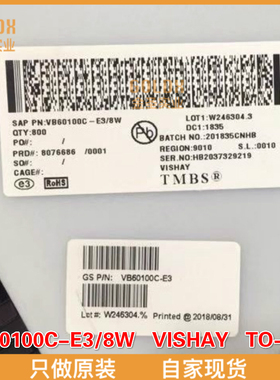 SAP PN:VB60100C-E3/8W
QTY:800
PO#: /
PRD#: 8076686 /0001
SO#: /
CAGE#:
e3 RoHS
LOT1:W246304.3
DC1:1835
BATCH NO.:201835CNHB
REGION:9010 S.L.:0010
SER.NO:HB2037329219
VISHAY
TMBS®
Pb
GS P/N: VB60100C-E3
Lot #: W246304.% Printed @ 2018/08/31
0100C-E3/8W VISHAY TO-
只做原装 自家现